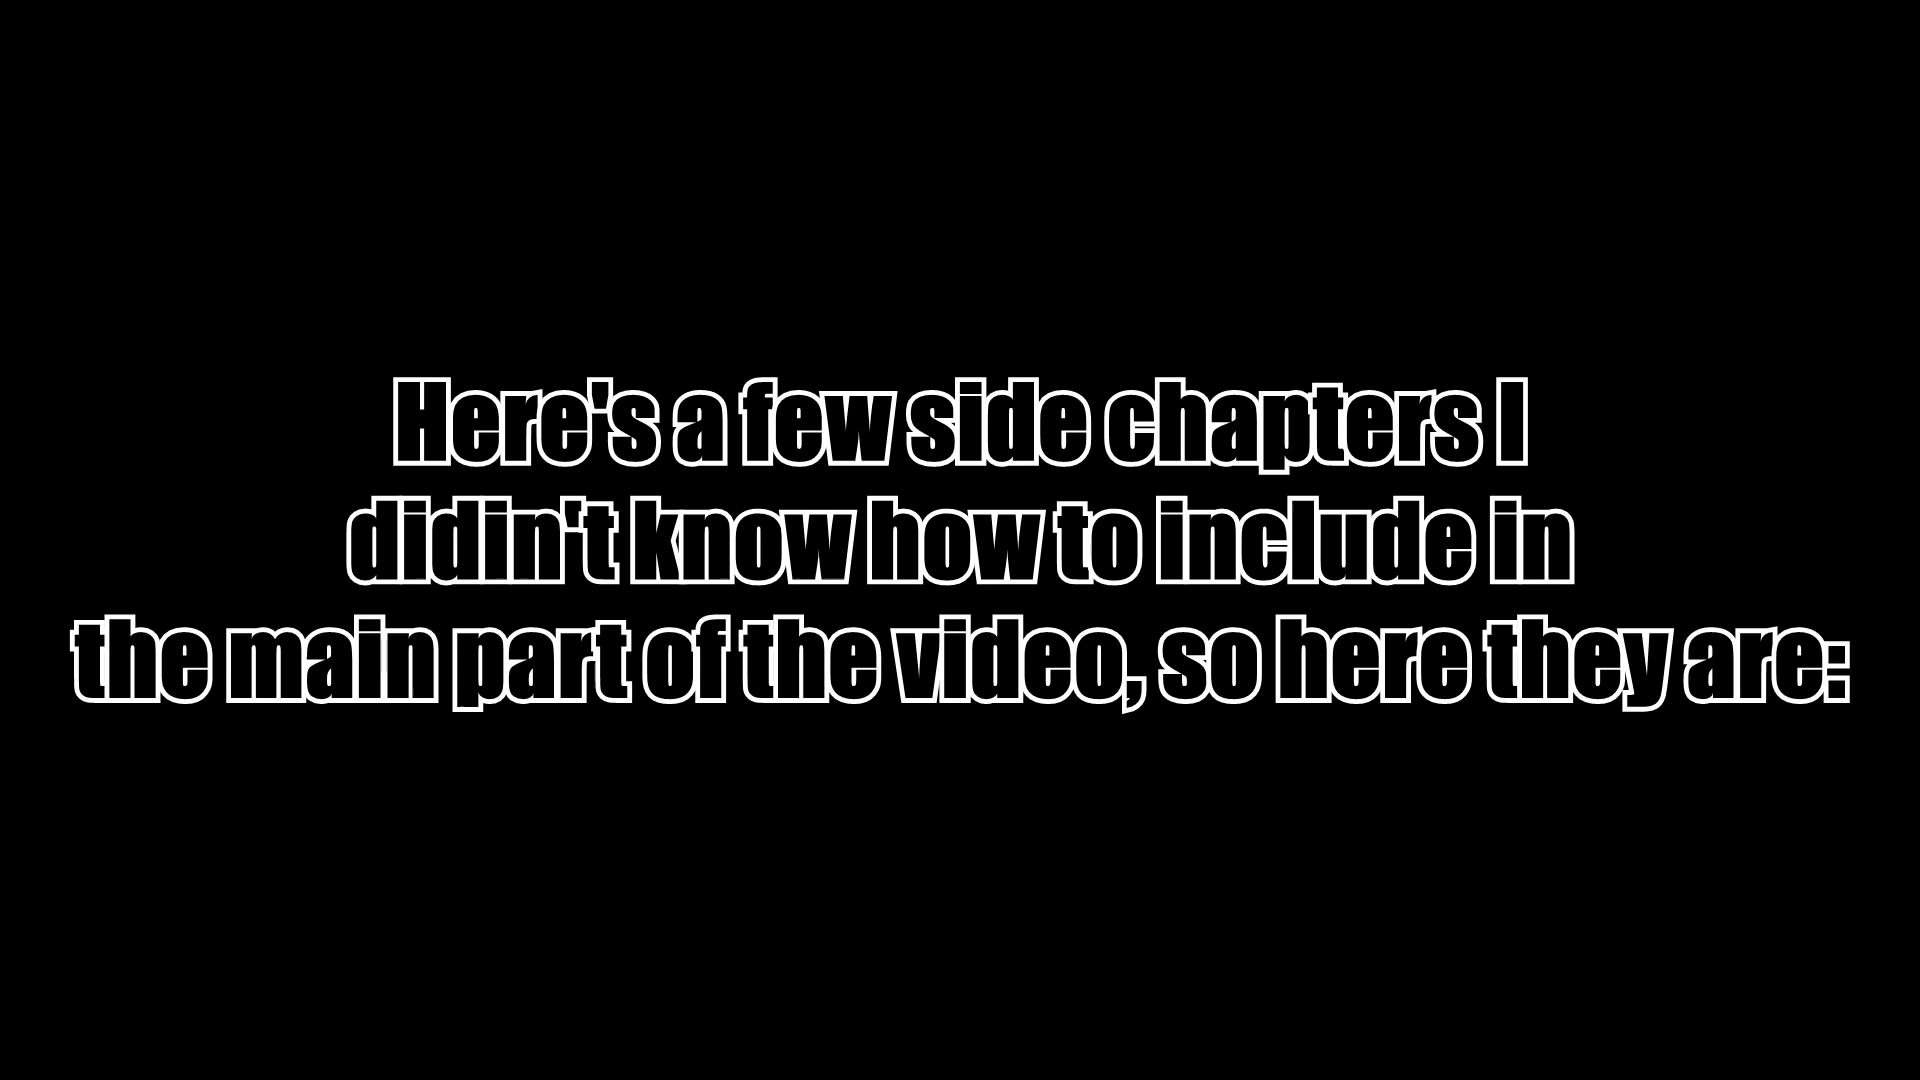 Here's a few side chapters I
didin't know how to include in
the main part of the video, so here they are: